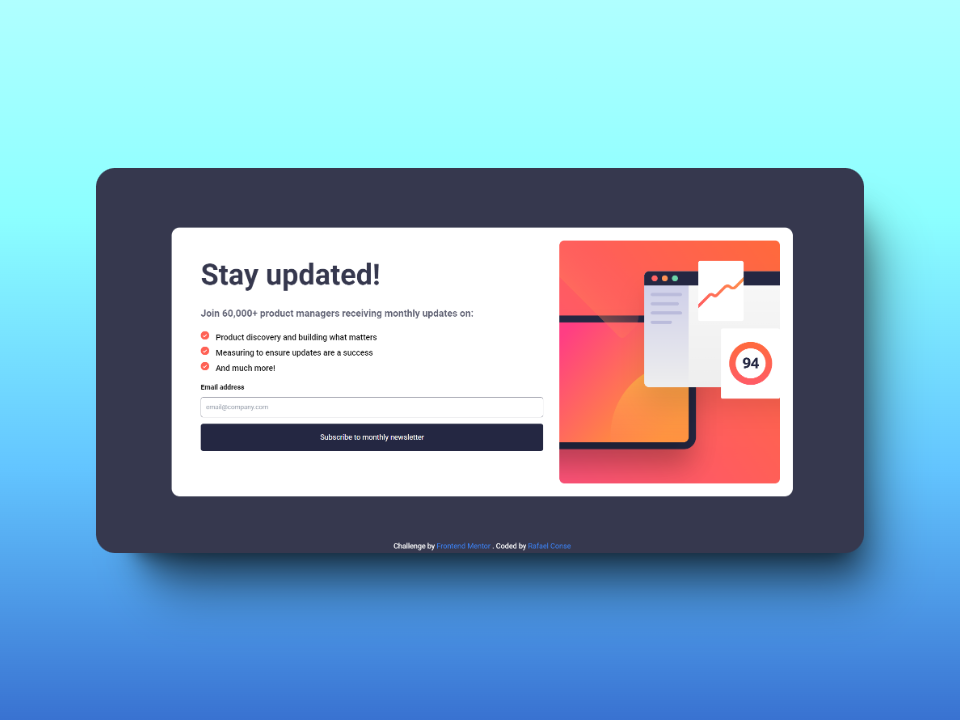 Stay updated!
Join 60,000+ product managers receiving monthly updates on:
Product discovery and building what matters
Measuring to ensure updates are a success
And much more!
Email address
email@company.com
Subscribe to monthly newsletter
94
Challenge by Frontend Mentor . Coded by Rafael Conse